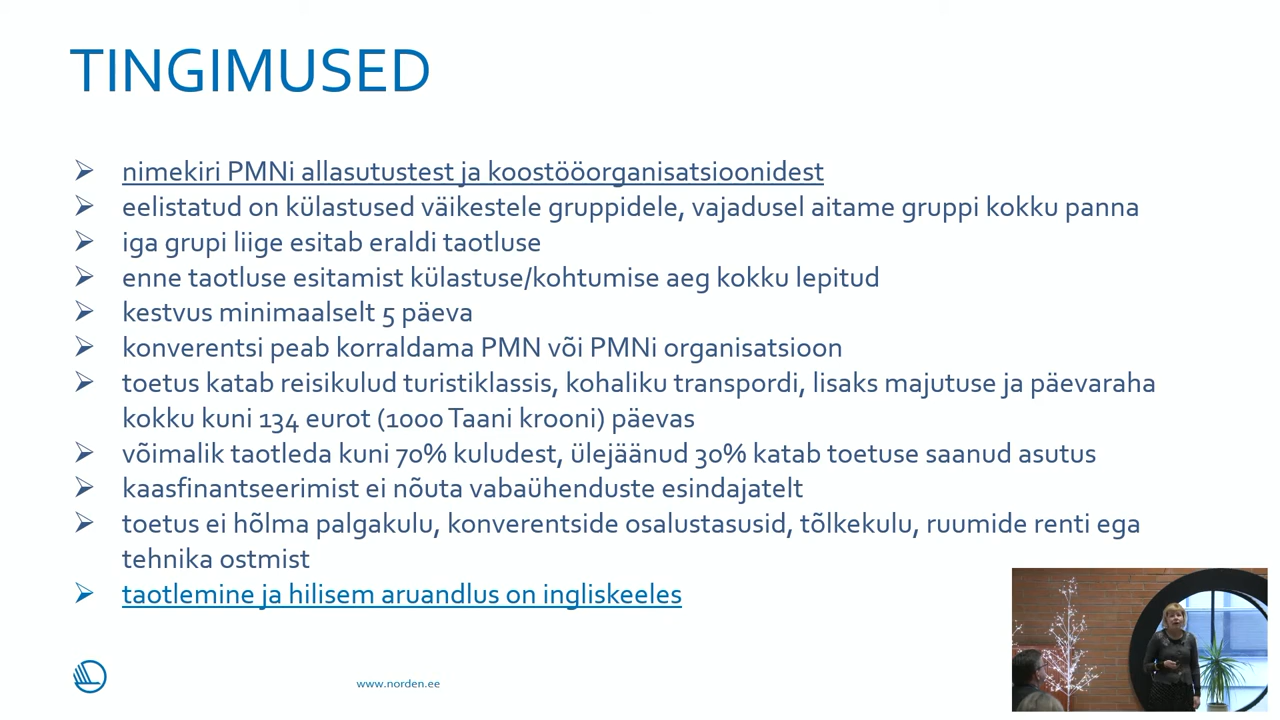 TINGIMUSED
nimekiri PMNi allasutustest ja koostööorganisatsioonidest
eelistatud on külastused väikestele gruppidele, vajadusel aitame gruppi kokku panna
iga grupi liige esitab eraldi taotluse
enne taotluse esitamist külastuse/kohtumise aeg kokku lepitud
kestvus minimaalselt 5 päeva
konverentsi peab korraldama PMN või PMNi organisatsioon
toetus katab reisikulud turistiklassis, kohaliku transpordi, lisaks majutuse ja päevaraha
kokku kuni 134 eurot (1000 Taani krooni) päevas
võimalik taotleda kuni 70% kuludest, ülejäänud 30% katab toetuse saanud asutus
kaasfinantseerimist ei nõuta vabaühenduste esindajatelt
toetus ei hõlma palgakulu, konverentside osalustasusid, tõlkekulu, ruumide renti ega
tehnika ostmist
taotlemine ja hilisem aruandlus on ingliskeeles
www.norden.ee